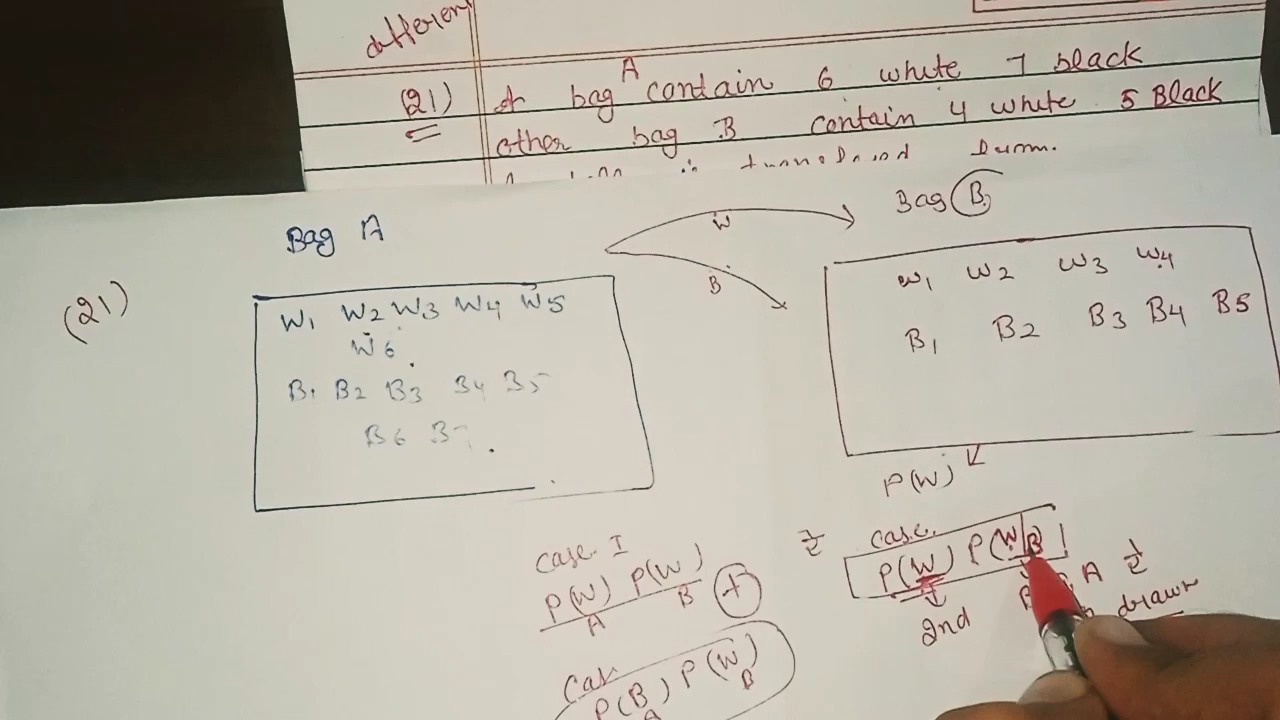 different
(21) A bag A contain 6 white 7 black
other bag B contain 4 white 5 Black
Bag A
W
B
Bag B
(21)
W1 W2 W3 W4 W5
W6
B1 B2 B3 B4 B5
B6 B7
W1 W2 W3 W4
B1 B2 B3 B4 B5
P(W)
Case I
P(W) P(W)
A B
+
Case
P(B) P(W)
A B
case
P(W) P(W|B)
2nd
A
drawn